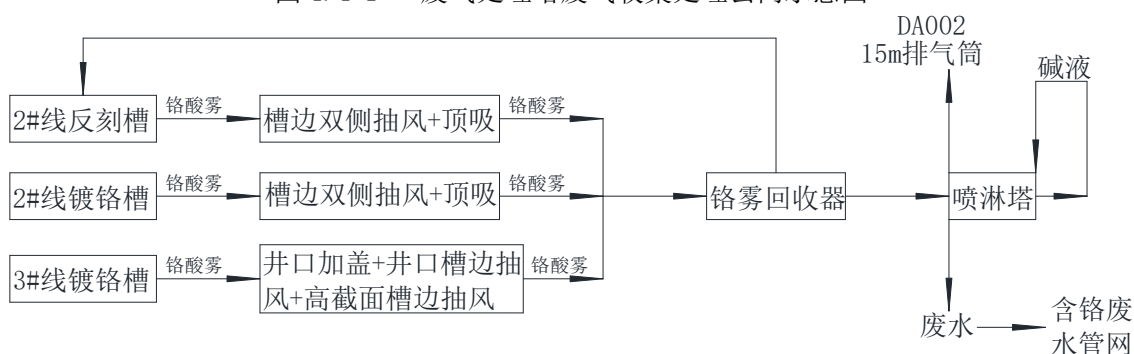 DA002
15m排气筒
碱液
2#线反刻槽
铬酸雾
槽边双侧抽风+顶吸
铬酸雾
2#线镀铬槽
铬酸雾
槽边双侧抽风+顶吸
铬酸雾
铬雾回收器
喷淋塔
3#线镀铬槽
铬酸雾
井口加盖+井口槽边抽
风+高截面槽边抽风
铬酸雾
废水
含铬废
水管网